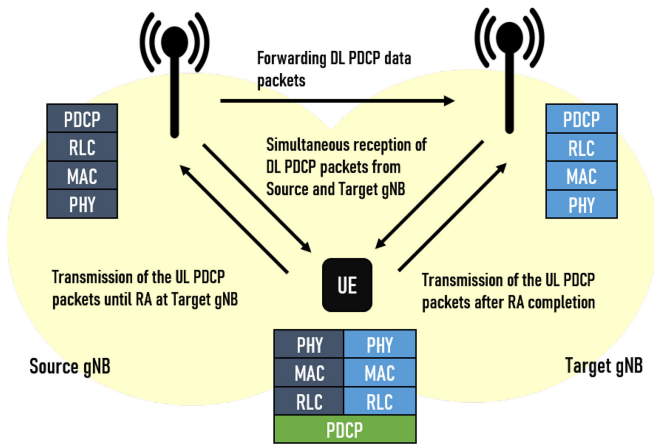 Forwarding DL PDCP data
packets
PDCP
RLC
MAC
PHY
Simultaneous reception of
DL PDCP packets from
Source and Target gNB
PDCP
RLC
MAC
PHY
Transmission of the UL PDCP
packets until RA at Target gNB
UE
Transmission of the UL PDCP
packets after RA completion
Source gNB
PHY PHY
MAC MAC
RLC RLC
PDCP
Target gNB